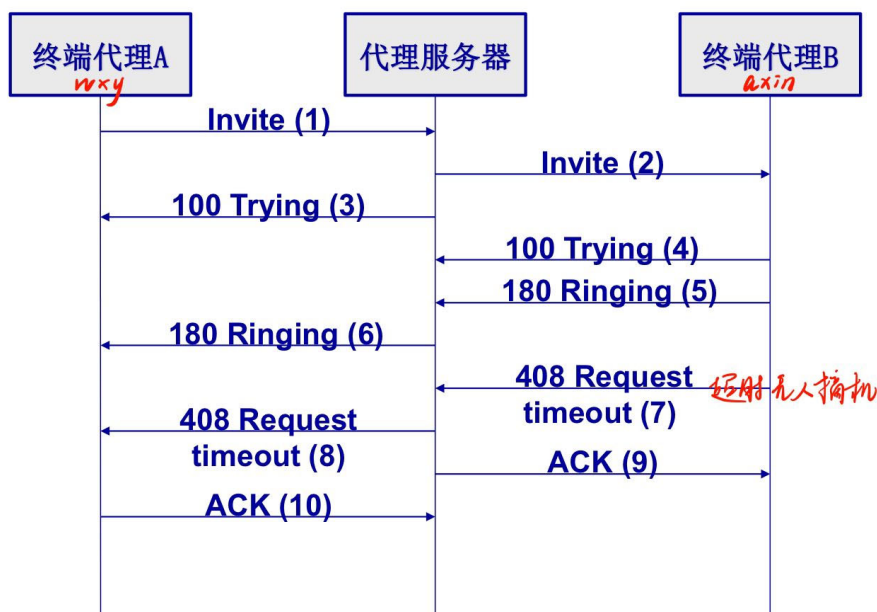 终端代理A
wxy
代理服务器
终端代理B
axin
Invite (1)
Invite (2)
100 Trying (3)
100 Trying (4)
180 Ringing (5)
180 Ringing (6)
408 Request
timeout (7)
超时无人摘机
408 Request
timeout (8)
ACK (9)
ACK (10)